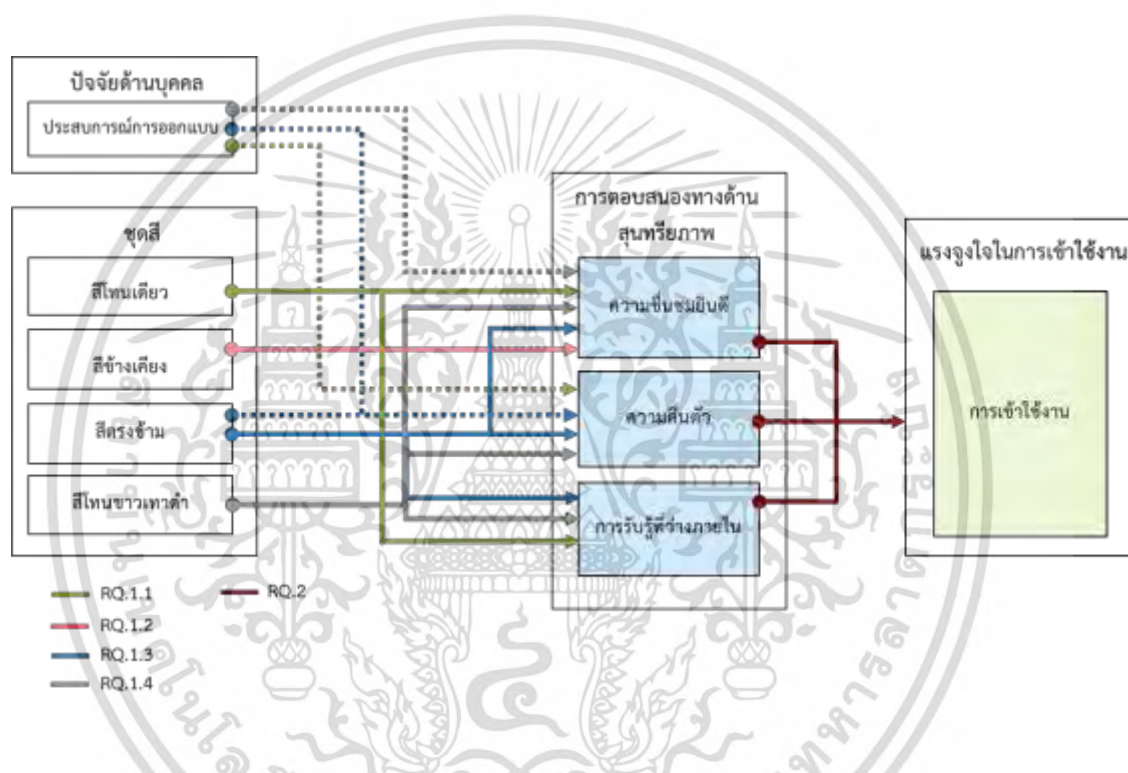 ปัจจัยด้านบุคคล
ประสบการณ์การออกแบบ
ชุดสี
สีโทนเดียว
สีข้างเคียง
สีตรงข้าม
สีโทนขาวเทาดำ
การตอบสนองทางด้าน
สุนทรียภาพ
ความชื่นชมยินดี
ความตื่นตัว
การรับรู้ที่ว่างภายใน
แรงจูงใจในการเข้าใช้งาน
การเข้าใช้งาน
RQ.1.1
RQ.2
RQ.1.2
RQ.1.3
RQ.1.4